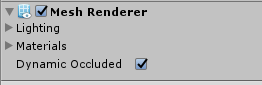 Mesh Renderer
Lighting
Materials
Dynamic Occluded